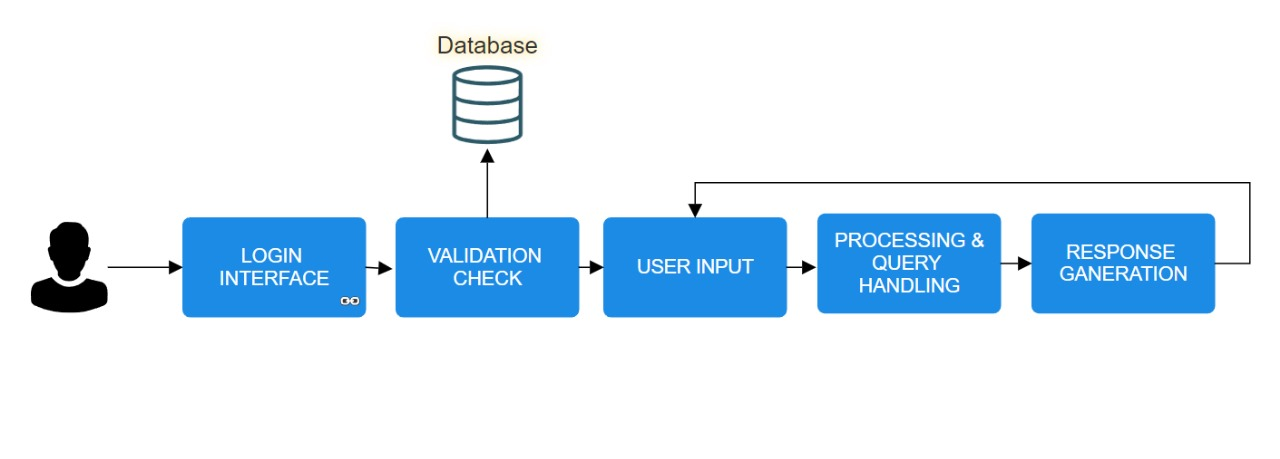 Database
LOGIN
INTERFACE
VALIDATION
CHECK
USER INPUT
PROCESSING &
QUERY
HANDLING
RESPONSE
GANERATION